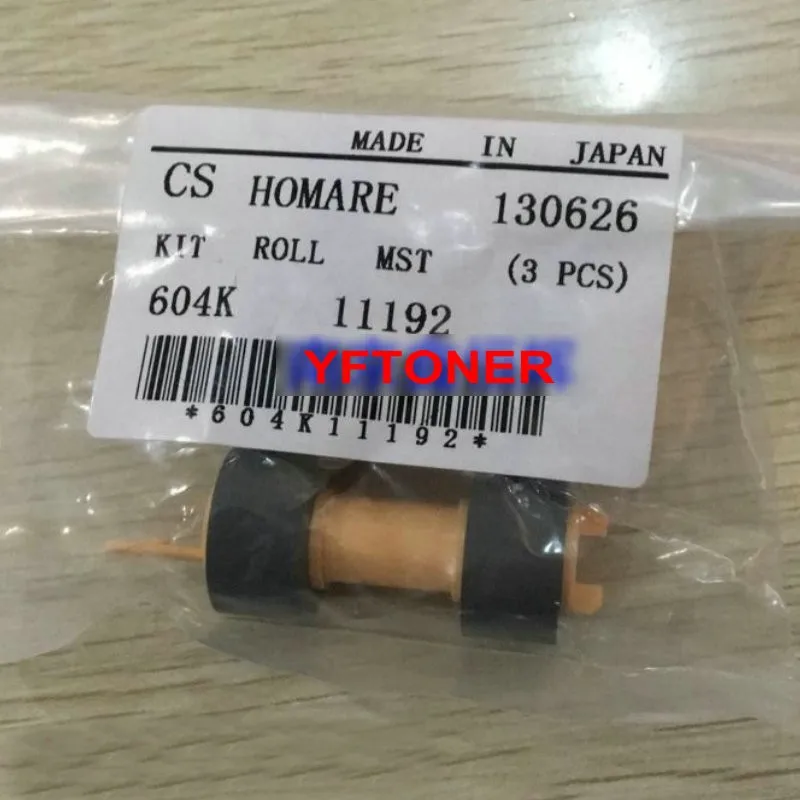 MADE IN JAPAN
CS HOMARE 130626
KIT ROLL MST (3 PCS)
604K 11192
YFTONER
*604K11192*